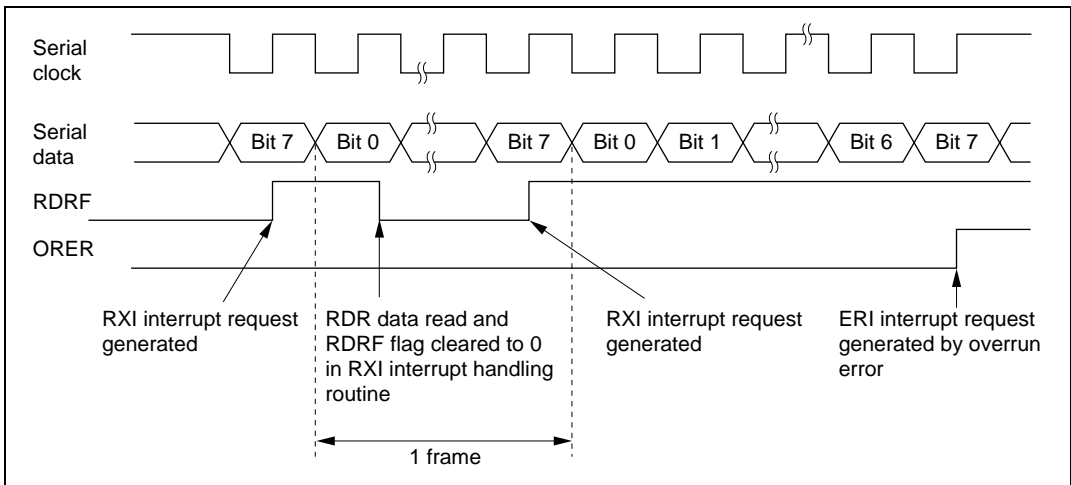 Serial
clock
Serial
data
Bit 7
Bit 0
Bit 7
Bit 0
Bit 1
Bit 6
Bit 7
RDRF
ORER
RXI interrupt request
generated
RDR data read and
RDRF flag cleared to 0
in RXI interrupt handling
routine
RXI interrupt request
generated
ERI interrupt request
generated by overrun
error
1 frame